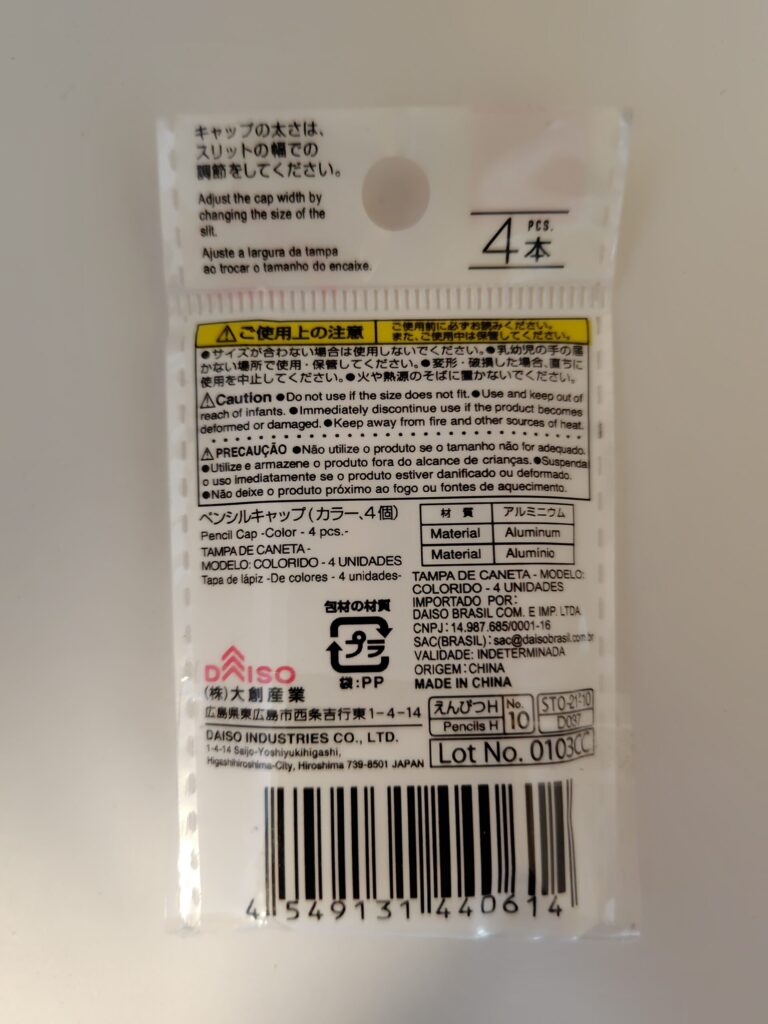 キャップの太さは、
スリットの幅での
調節をしてください。
Adjust the cap width by
changing the size of the
slit.
Ajuste a largura da tampa
ao trocar o tamanho do encaixe.
4 PCS. 本
⚠ご使用上の注意
ご使用前に必ずお読みください。
また、ご使用中は保管してください。
●サイズが合わない場合は使用しないでください。●乳幼児の手の届
かない場所で使用・保管してください。●変形・破損した場合、直ちに
使用を中止してください。●火や熱源のそばに置かないでください。
⚠Caution ●Do not use if the size does not fit. ●Use and keep out of
reach of infants. ●Immediately discontinue use if the product becomes
deformed or damaged. ●Keep away from fire and other sources of heat.
⚠PRECAUÇÃO ●Não utilize o produto se o tamanho não for adequado.
●Utilize e armazene o produto fora do alcance de crianças. ●Suspenda
o uso imediatamente se o produto estiver danificado ou deformado.
●Não deixe o produto próximo ao fogo ou fontes de aquecimento.
ペンシルキャップ(カラー、4個)
Pencil Cap -Color - 4 pcs.-
TAMPA DE CANETA -
MODELO: COLORIDO - 4 UNIDADES
Tapa de lápiz -De colores - 4 unidades-
材質 アルミニウム
Material Aluminum
Material Alumínio
TAMPA DE CANETA - MODELO:
COLORIDO - 4 UNIDADES
IMPORTADO POR:
DAISO BRASIL COM. E IMP. LTDA
CNPJ: 14.987.685/0001-16
SAC(BRASIL): sac@daisobrasil.com.br
VALIDADE: INDETERMINADA
ORIGEM: CHINA
MADE IN CHINA
包材の材質
プラ
袋:PP
DAISO
(株)大創産業
広島県東広島市西条吉行東1-4-14
DAISO INDUSTRIES CO., LTD.
1-4-14 Saijo-Yoshiyukihigashi,
Higashihiroshima-City, Hiroshima 739-8501 JAPAN
えんぴつH
Pencils H
No.
10
STO-21-10
D097
Lot No. 0103CC
4 549131 440614